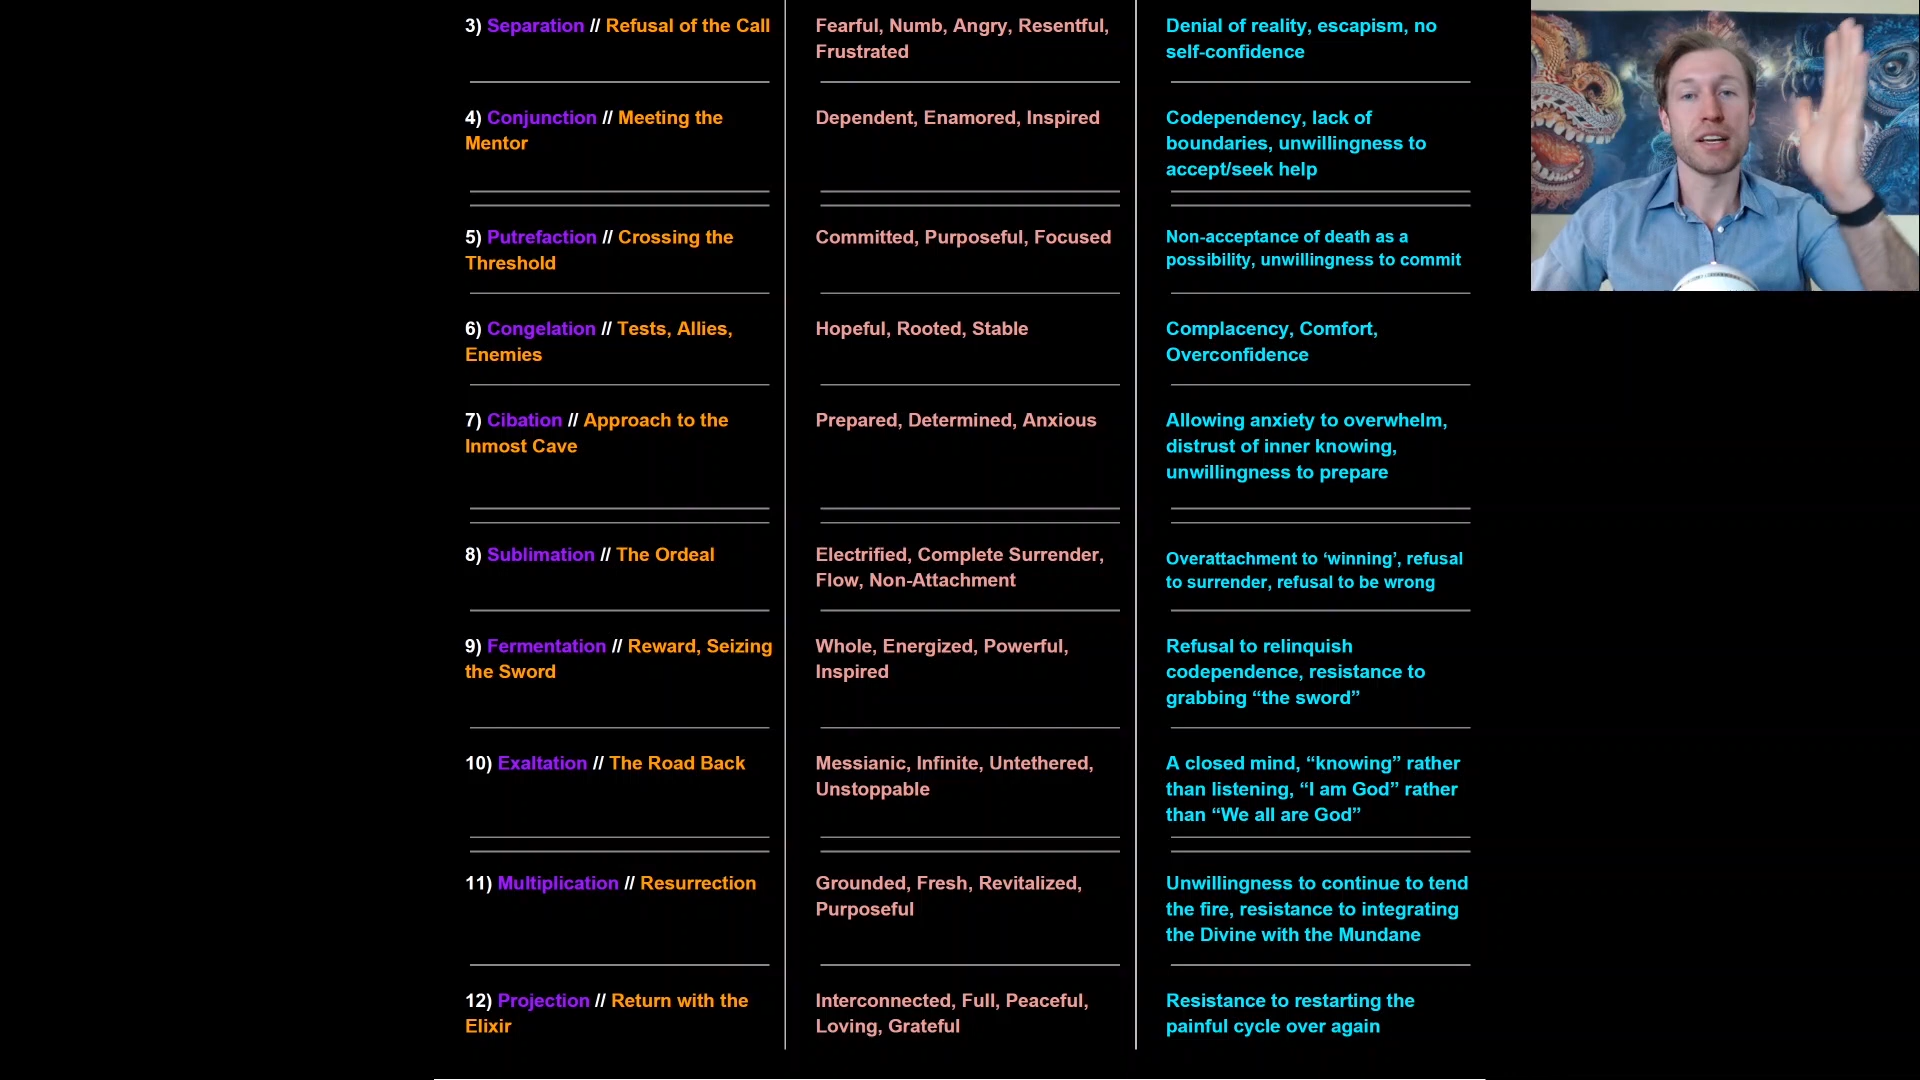 3) Separation // Refusal of the Call
Fearful, Numb, Angry, Resentful,
Frustrated
Denial of reality, escapism, no
self-confidence
4) Conjunction // Meeting the
Mentor
Dependent, Enamored, Inspired
Codependency, lack of
boundaries, unwillingness to
accept/seek help
5) Putrefaction // Crossing the
Threshold
Committed, Purposeful, Focused
Non-acceptance of death as a
possibility, unwillingness to commit
6) Congelation // Tests, Allies,
Enemies
Hopeful, Rooted, Stable
Complacency, Comfort,
Overconfidence
7) Cibation // Approach to the
Inmost Cave
Prepared, Determined, Anxious
Allowing anxiety to overwhelm,
distrust of inner knowing,
unwillingness to prepare
8) Sublimation // The Ordeal
Electrified, Complete Surrender,
Flow, Non-Attachment
Overattachment to ‘winning’, refusal
to surrender, refusal to be wrong
9) Fermentation // Reward, Seizing
the Sword
Whole, Energized, Powerful,
Inspired
Refusal to relinquish
codependence, resistance to
grabbing “the sword”
10) Exaltation // The Road Back
Messianic, Infinite, Untethered,
Unstoppable
A closed mind, “knowing” rather
than listening, “I am God” rather
than “We all are God”
11) Multiplication // Resurrection
Grounded, Fresh, Revitalized,
Purposeful
Unwillingness to continue to tend
the fire, resistance to integrating
the Divine with the Mundane
12) Projection // Return with the
Elixir
Interconnected, Full, Peaceful,
Loving, Grateful
Resistance to restarting the
painful cycle over again